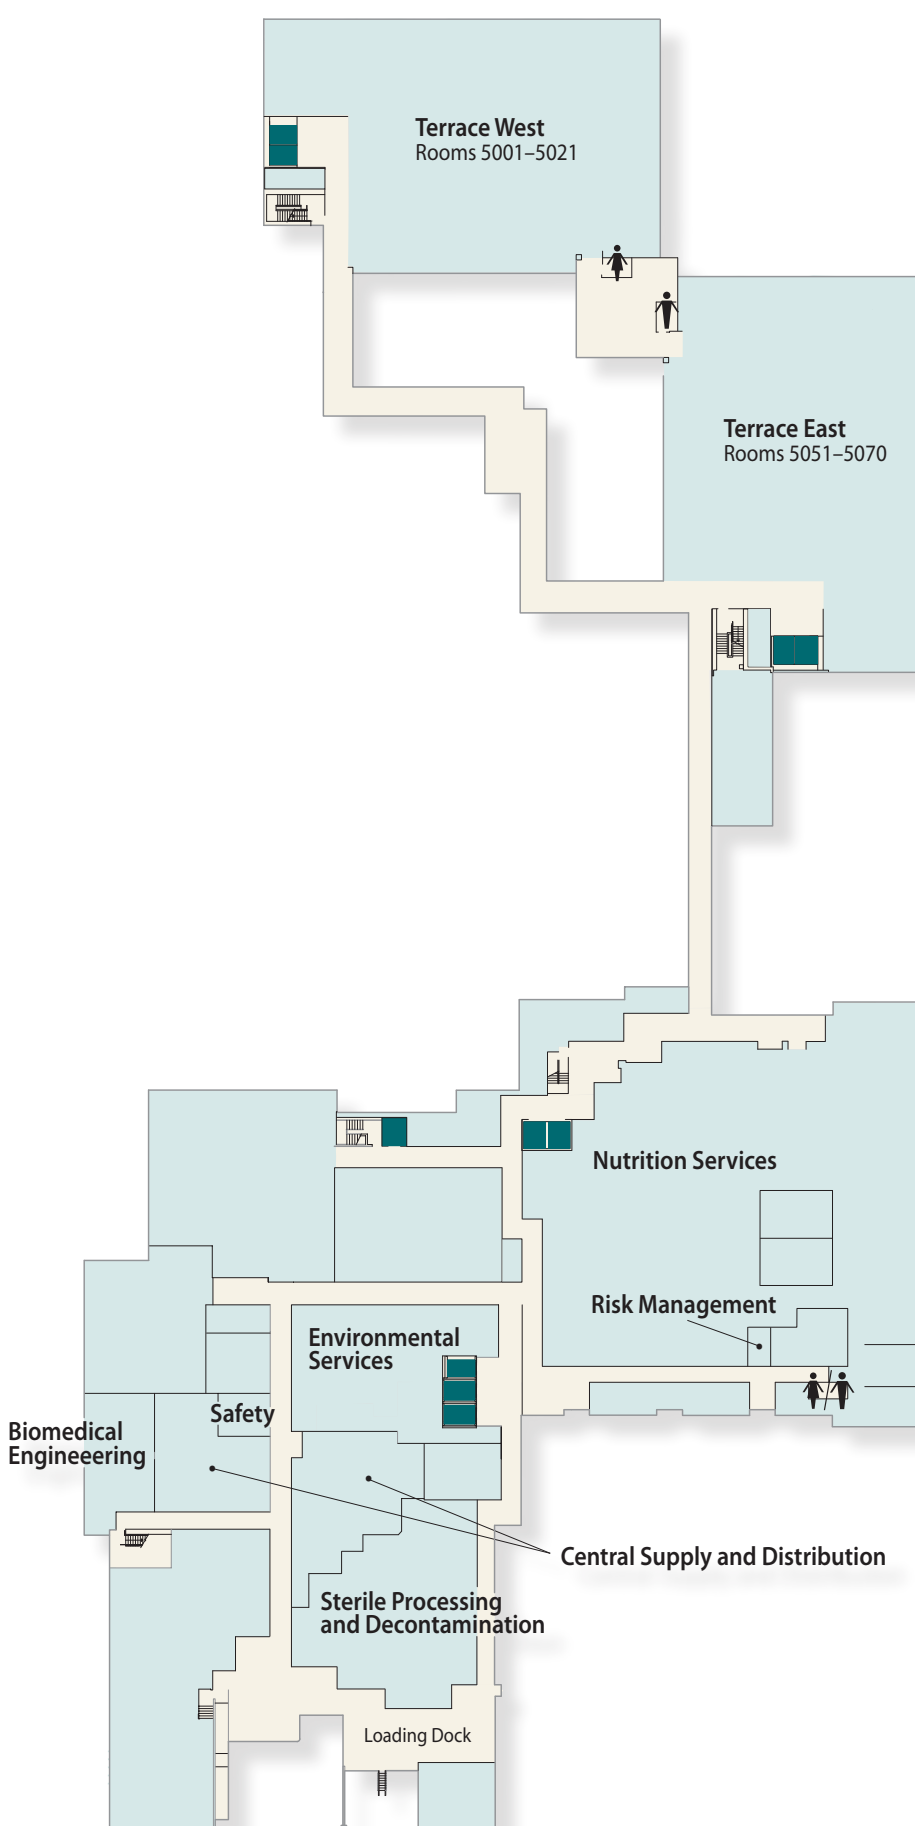 Terrace West
Rooms 5001–5021
Terrace East
Rooms 5051–5070
Nutrition Services
Risk Management
Environmental
Services
Safety
Biomedical
Engineeering
Central Supply and Distribution
Sterile Processing
and Decontamination
Loading Dock